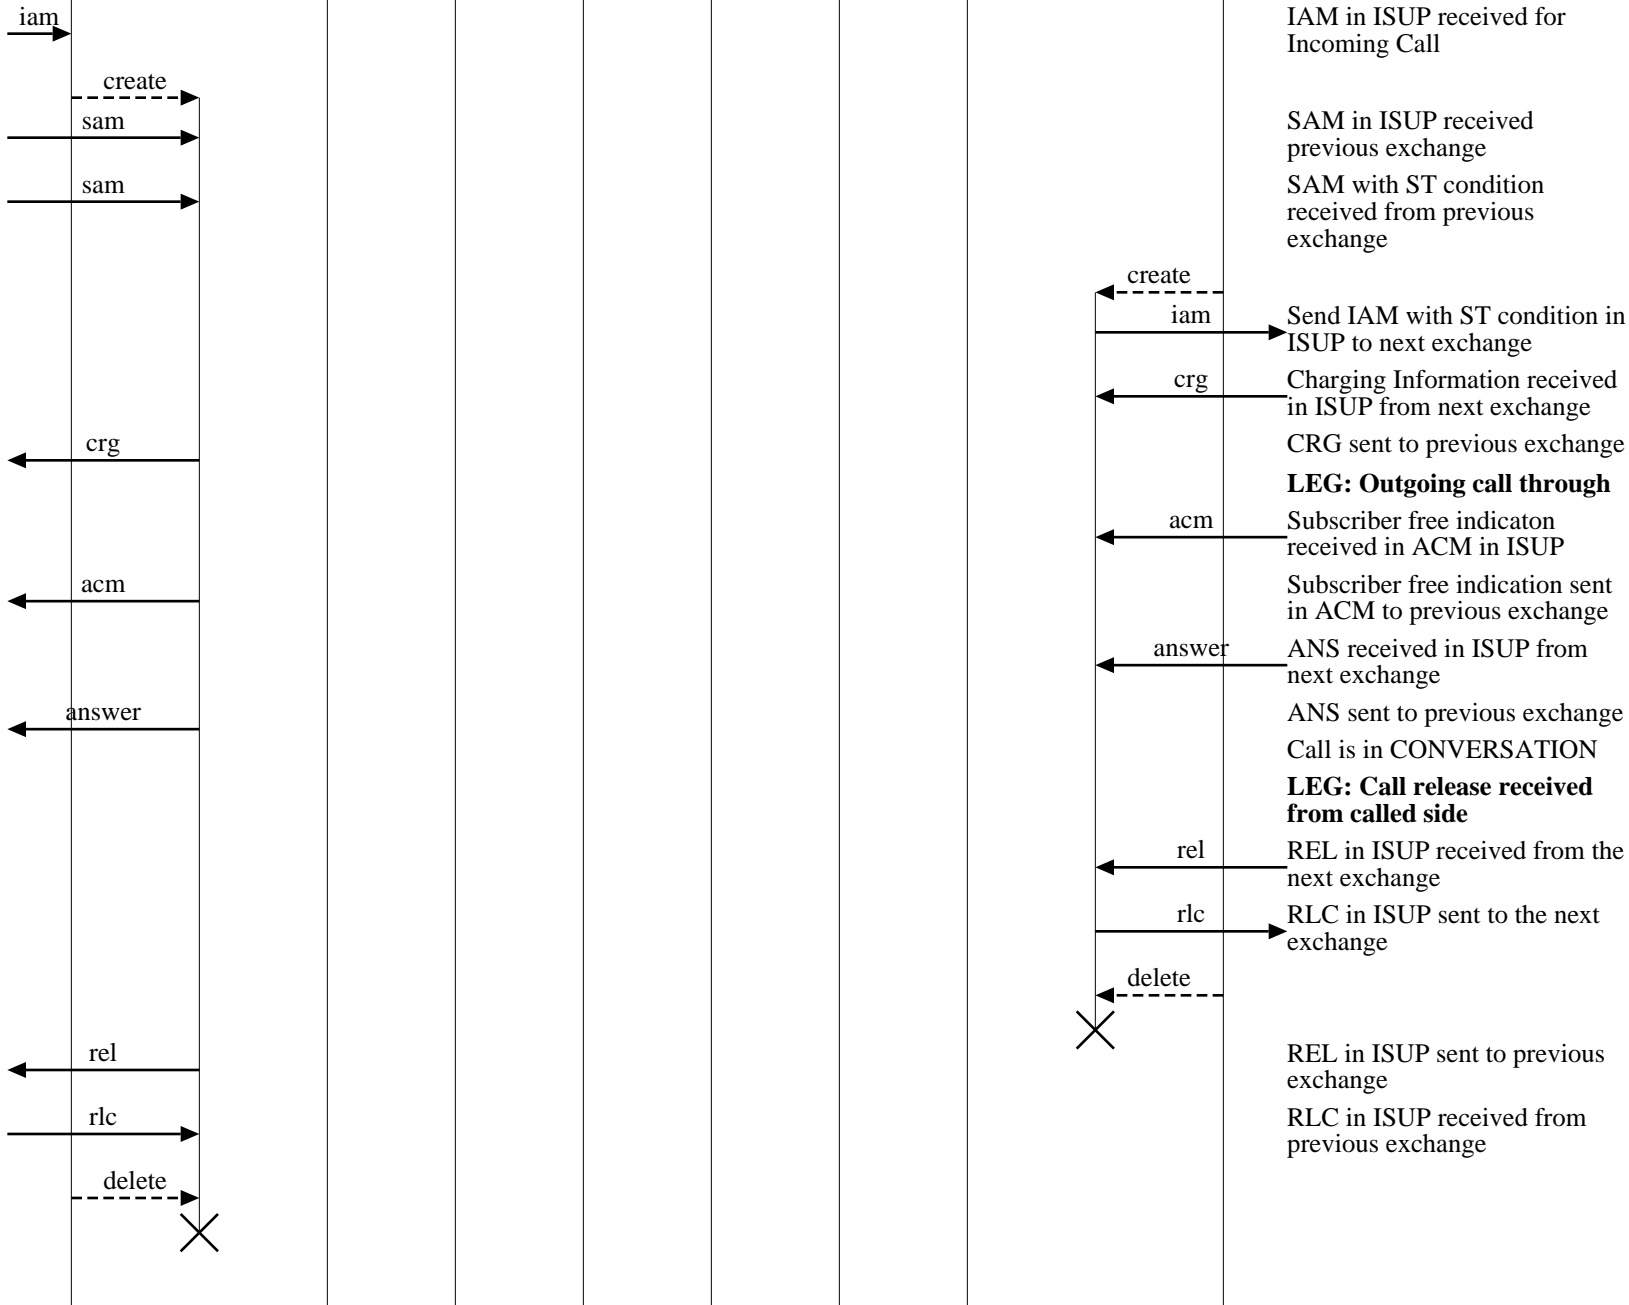 iam
IAM in ISUP received for
Incoming Call
create
sam
SAM in ISUP received
previous exchange
sam
SAM with ST condition
received from previous
exchange
create
iam
Send IAM with ST condition in
ISUP to next exchange
crg
Charging Information received
in ISUP from next exchange
crg
CRG sent to previous exchange
LEG: Outgoing call through
acm
Subscriber free indicaton
received in ACM in ISUP
acm
Subscriber free indication sent
in ACM to previous exchange
answer
ANS received in ISUP from
next exchange
answer
ANS sent to previous exchange
Call is in CONVERSATION
LEG: Call release received
from called side
rel
REL in ISUP received from the
next exchange
rlc
RLC in ISUP sent to the next
exchange
delete
rel
REL in ISUP sent to previous
exchange
rlc
RLC in ISUP received from
previous exchange
delete